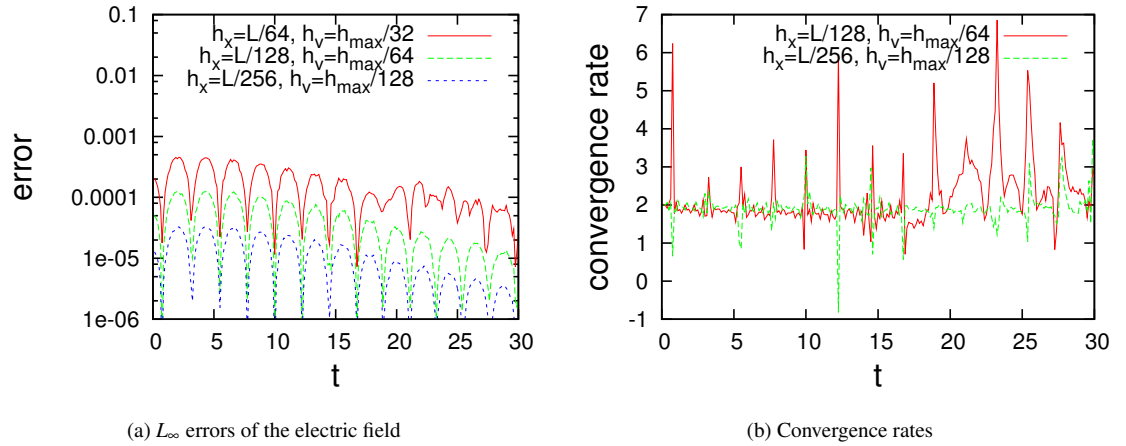 0.1
0.01
0.001
0.0001
1e-05
1e-06
error
h_x=L/64, h_v=h_max/32
h_x=L/128, h_v=h_max/64
h_x=L/256, h_v=h_max/128
0 5 10 15 20 25 30
t
(a) L∞ errors of the electric field
7
6
5
4
3
2
1
0
-1
convergence rate
h_x=L/128, h_v=h_max/64
h_x=L/256, h_v=h_max/128
0 5 10 15 20 25 30
t
(b) Convergence rates